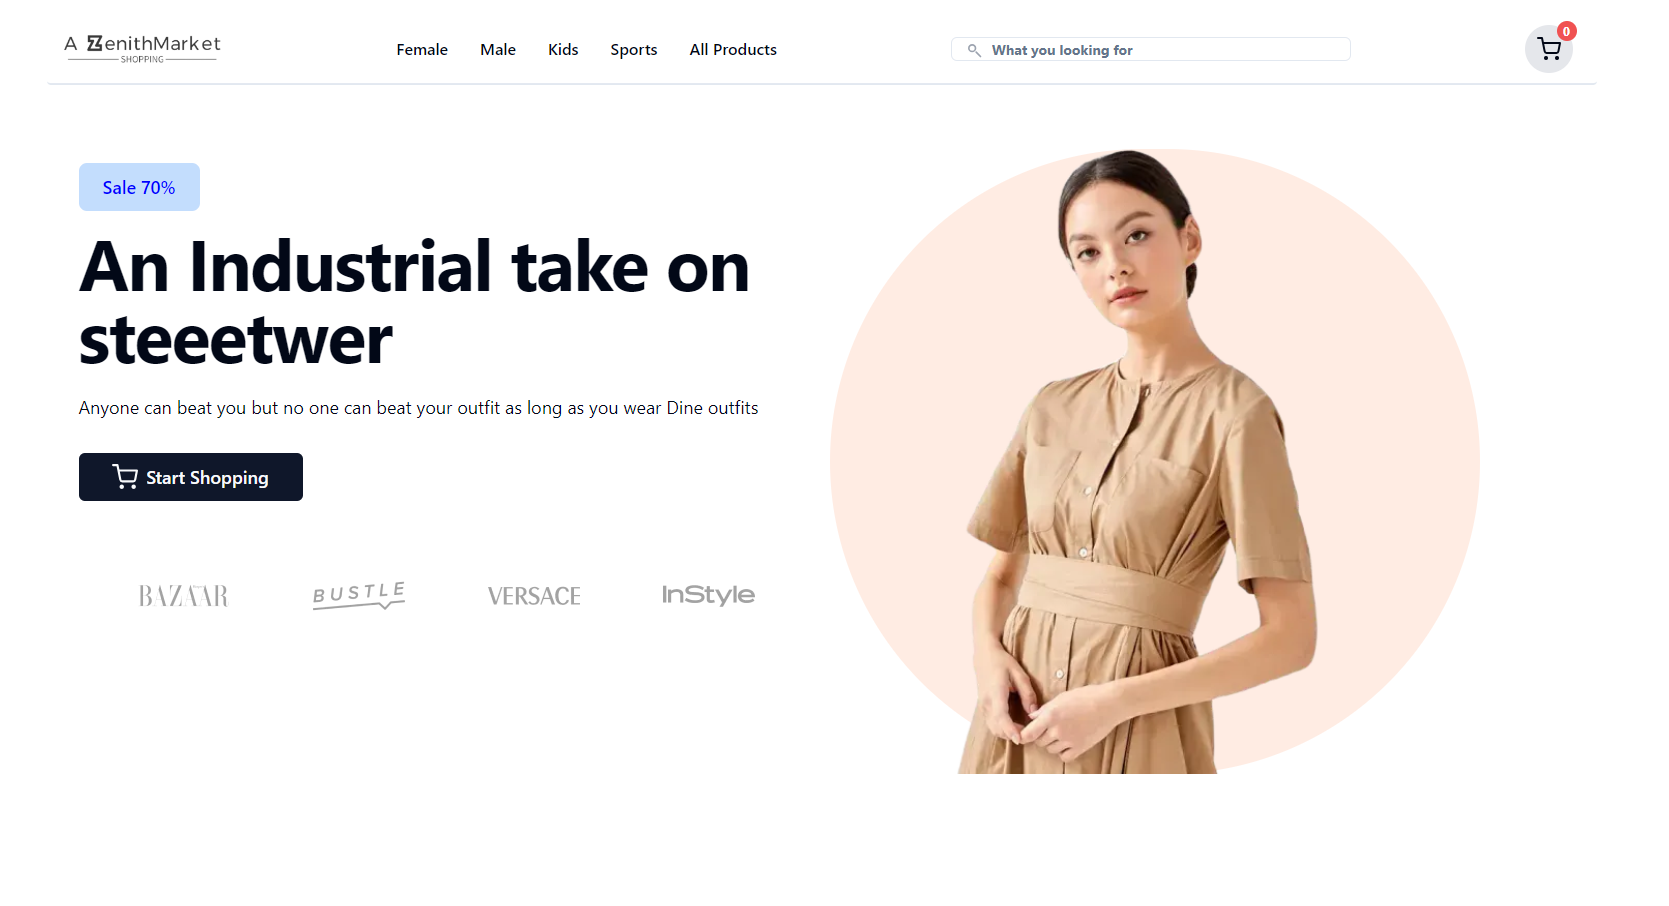 A ZenithMarket
SHOPPING
Female
Male
Kids
Sports
All Products
What you looking for
0
Sale 70%
An Industrial take on
steeetwer
Anyone can beat you but no one can beat your outfit as long as you wear Dine outfits
Start Shopping
BAZAAR
BUSTLE
VERSACE
InStyle